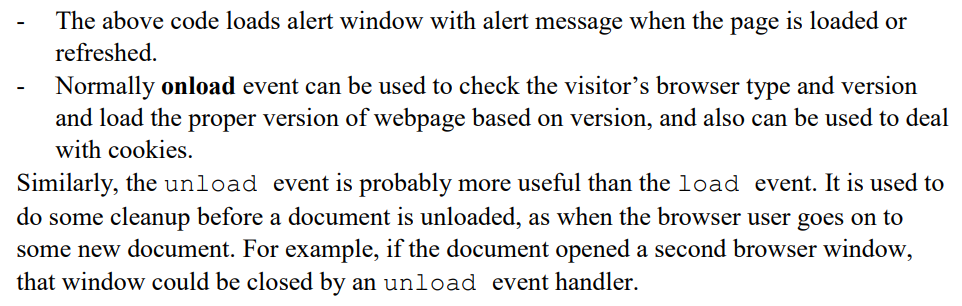 - The above code loads alert window with alert message when the page is loaded or
refreshed.
- Normally onload event can be used to check the visitor’s browser type and version
and load the proper version of webpage based on version, and also can be used to deal
with cookies.
Similarly, the unload event is probably more useful than the load event. It is used to
do some cleanup before a document is unloaded, as when the browser user goes on to
some new document. For example, if the document opened a second browser window,
that window could be closed by an unload event handler.